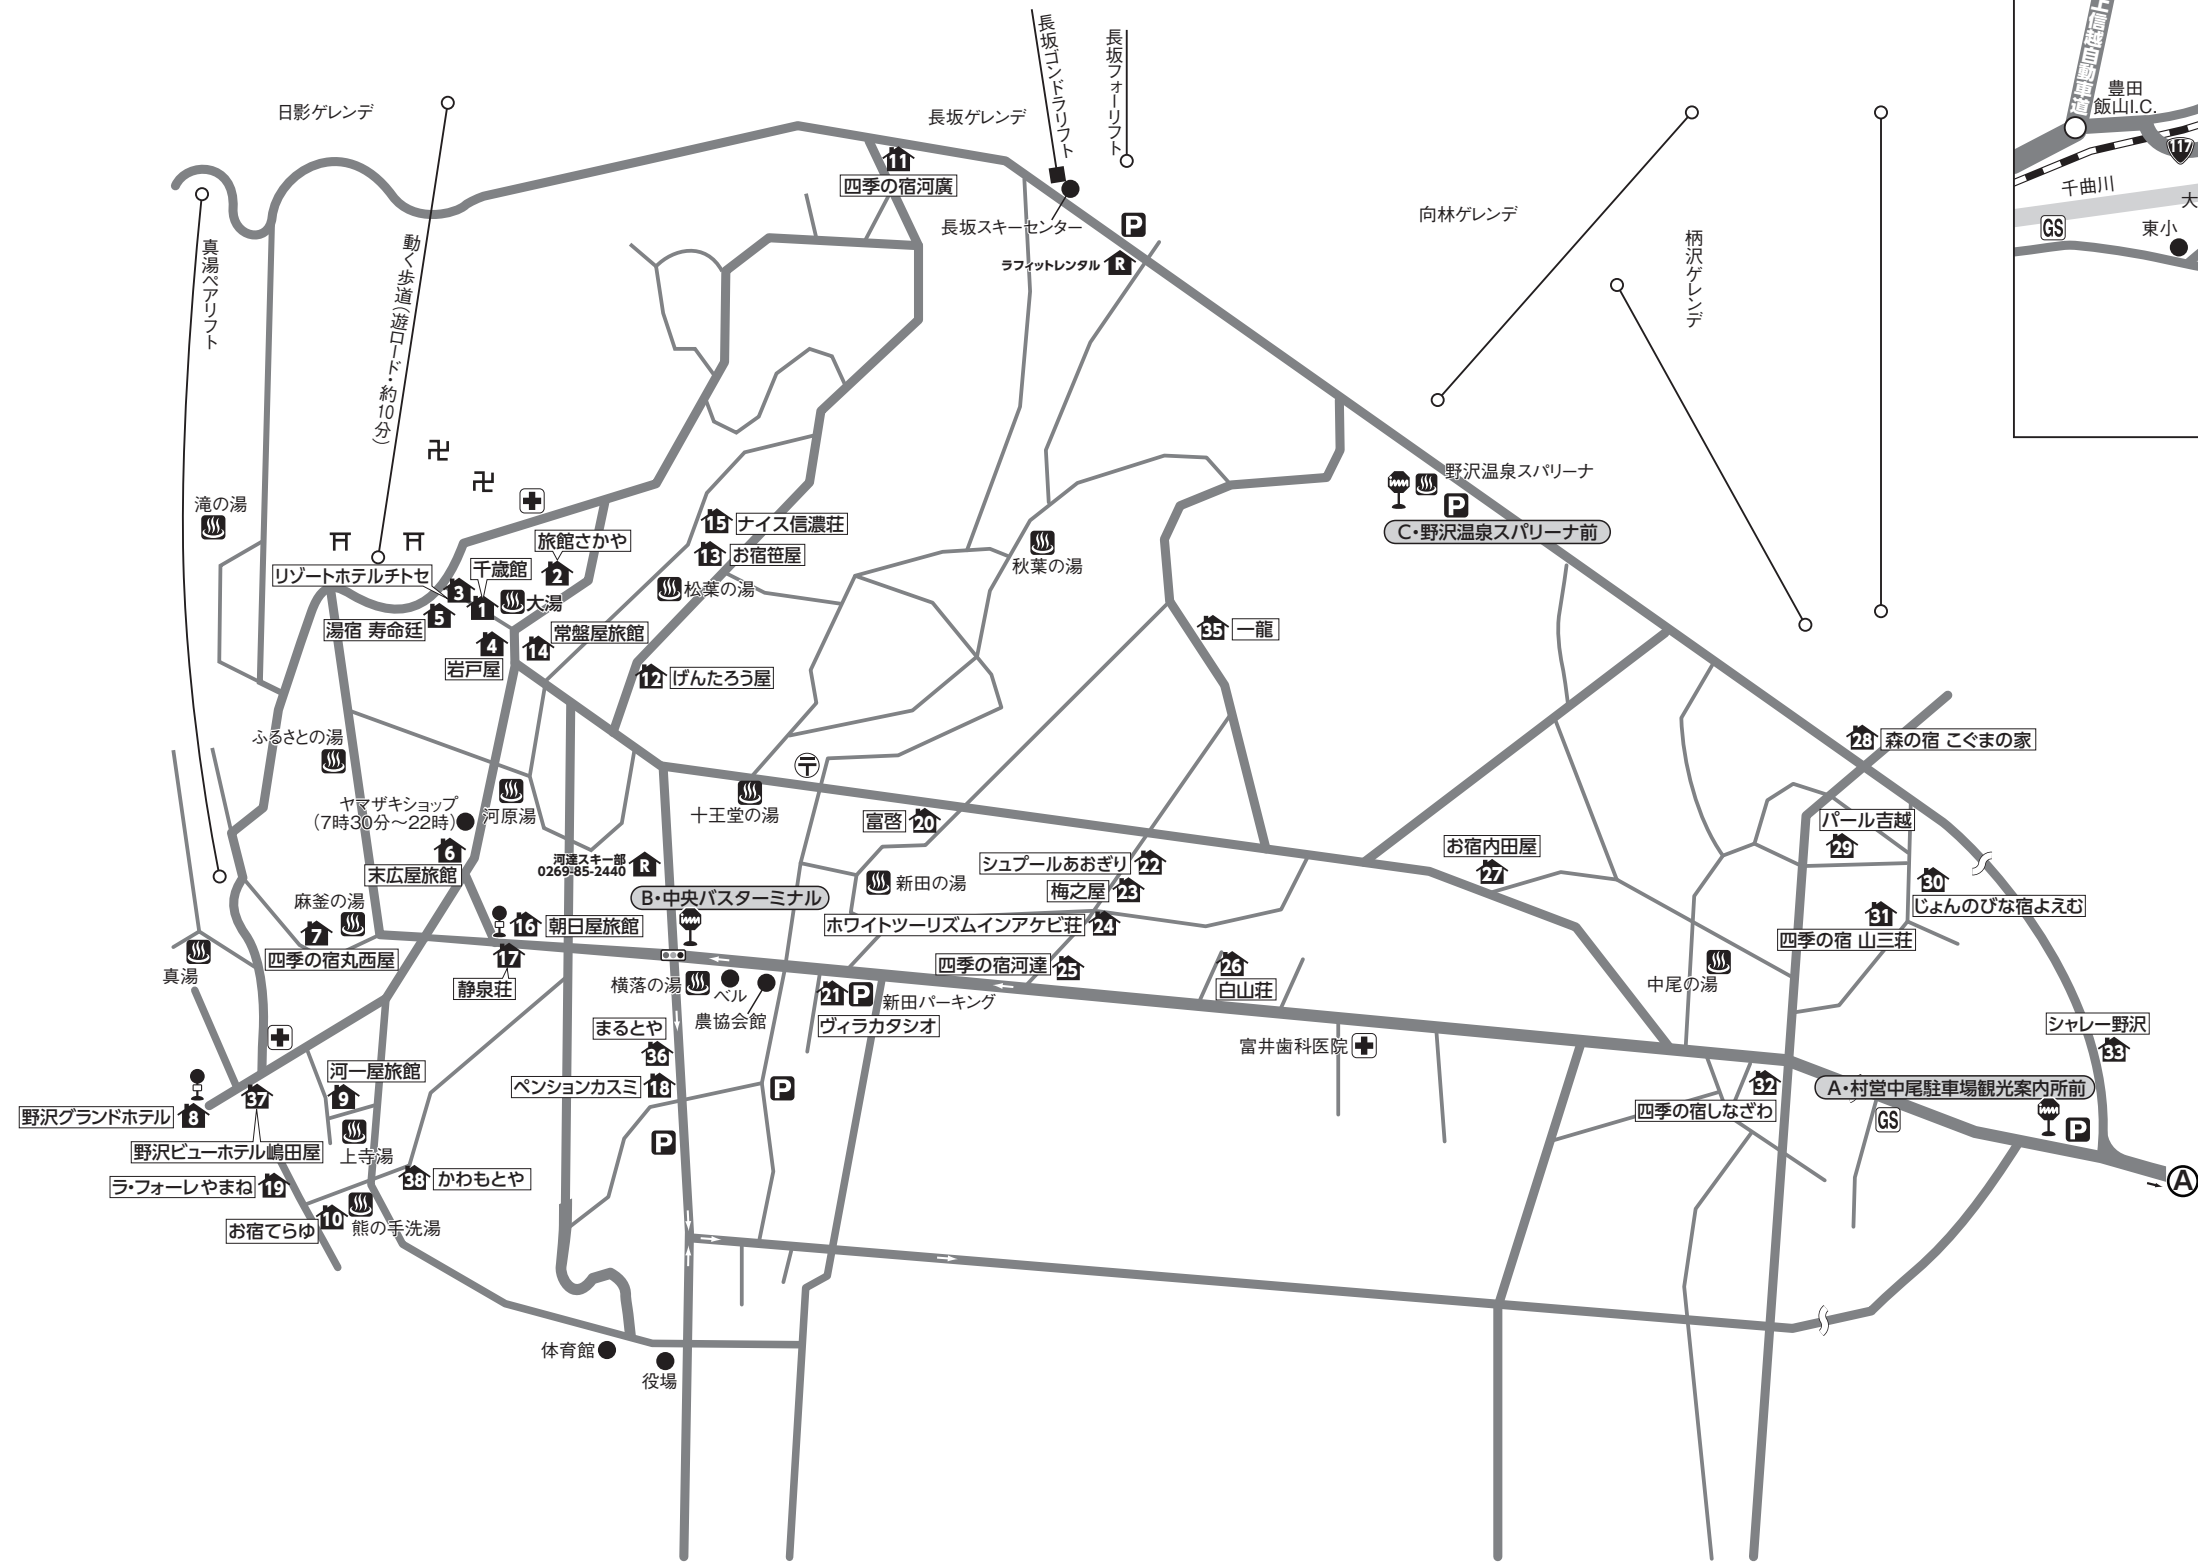 上信越自動車道
豊田
飯山I.C.
117
千曲川
大
GS
東小
長坂ゴンドラリフト
長坂フォーリフト
日影ゲレンデ
長坂ゲレンデ
11
四季の宿河廣
長坂スキーセンター
P
ラフィットレンタル
R
向林ゲレンデ
柄沢ゲレンデ
真湯ペアリフト
動く歩道(遊ロード・約10分)
野沢温泉スパリーナ
P
C・野沢温泉スパリーナ前
滝の湯
15
ナイス信濃荘
13
お宿笹屋
旅館さかや
2
千歳館
リゾートホテルチトセ
3
1
大湯
5
湯宿 寿命延
4
岩戸屋
常盤屋旅館
14
松葉の湯
秋葉の湯
35
一龍
12
げんたろう屋
ふるさとの湯
〒
28
森の宿 こぐまの家
ヤマザキショップ
(7時30分〜22時)
河原湯
十王堂の湯
富啓
20
パール吉越
29
6
末広屋旅館
河達スキー部
0269-85-2440
R
シュプールあおぎり
22
お宿内田屋
27
新田の湯
梅之屋
23
30
じょんのびな宿よえむ
B・中央バスターミナル
麻釜の湯
7
四季の宿丸西屋
16
朝日屋旅館
ホワイトツーリズムインアケビ荘
24
31
四季の宿 山三荘
17
静泉荘
真湯
四季の宿河達
25
26
白山荘
中尾の湯
横落の湯
ベル
農協会館
21
P
新田パーキング
ヴィラカタシオ
まるとや
36
富井歯科医院
シャレー野沢
33
ペンションカスミ
18
P
河一屋旅館
9
37
野沢グランドホテル
8
32
四季の宿しなざわ
A・村営中尾駐車場観光案内所前
GS
P
野沢ビューホテル嶋田屋
上寺湯
P
ラ・フォーレやまね
19
38
かわもとや
A
お宿てらゆ
10
熊の手洗湯
体育館
役場